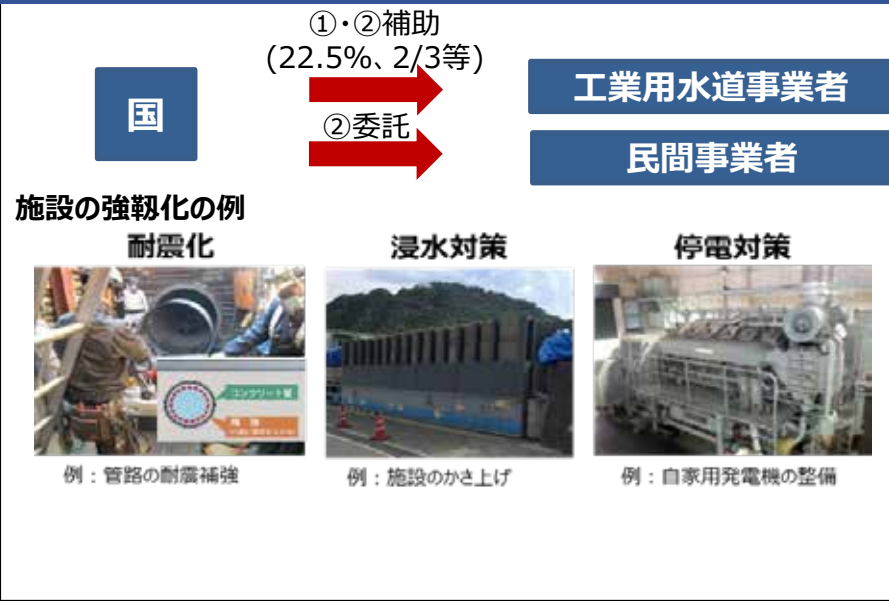 ①・②補助
(22.5%、2/3等)
国
②委託
工業用水道事業者
民間事業者
施設の強靱化の例
耐震化
浸水対策
停電対策
コンクリート管
例：管路の耐震補強
例：施設のかさ上げ
例：自家用発電機の整備